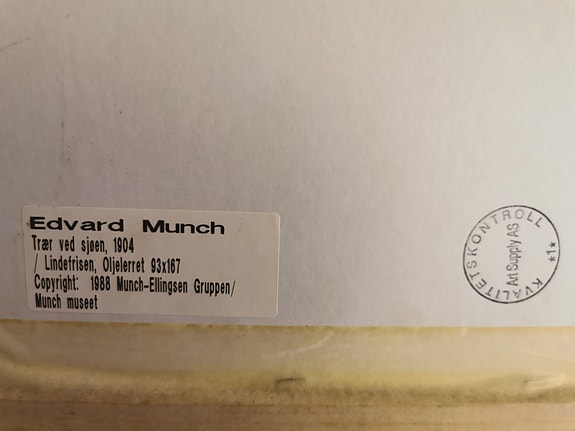 Edvard Munch
Trær ved sjøen, 1904
/ Lindefrisen, Oljelerret 93x167
Copyright: 1988 Munch-Ellingsen Gruppen/
Munch museet
KVALITETSKONTROLL
Art Supply AS
*1*